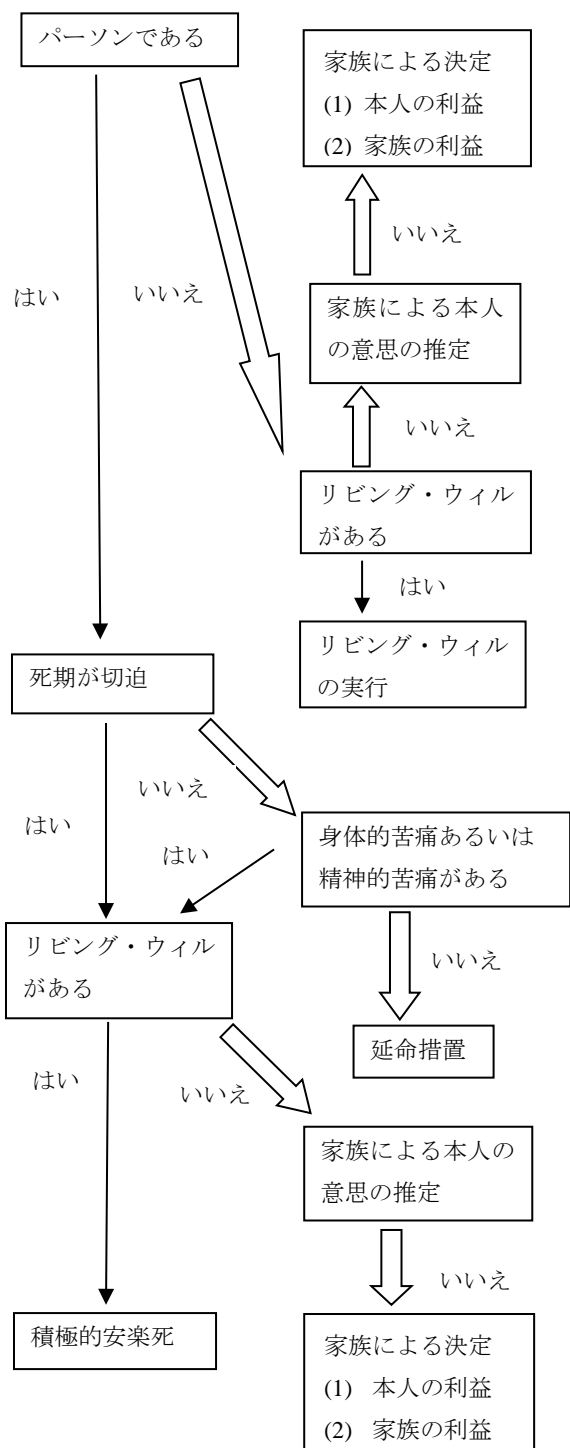 パーソンである
家族による決定
(1) 本人の利益
(2) 家族の利益
いいえ
はい
いいえ
家族による本人
の意思の推定
いいえ
リビング・ウィル
がある
はい
リビング・ウィル
の実行
死期が切迫
いいえ
はい
はい
身体的苦痛あるいは
精神的苦痛がある
リビング・ウィル
がある
いいえ
延命措置
はい
いいえ
家族による本人の
意思の推定
いいえ
積極的安楽死
家族による決定
(1) 本人の利益
(2) 家族の利益